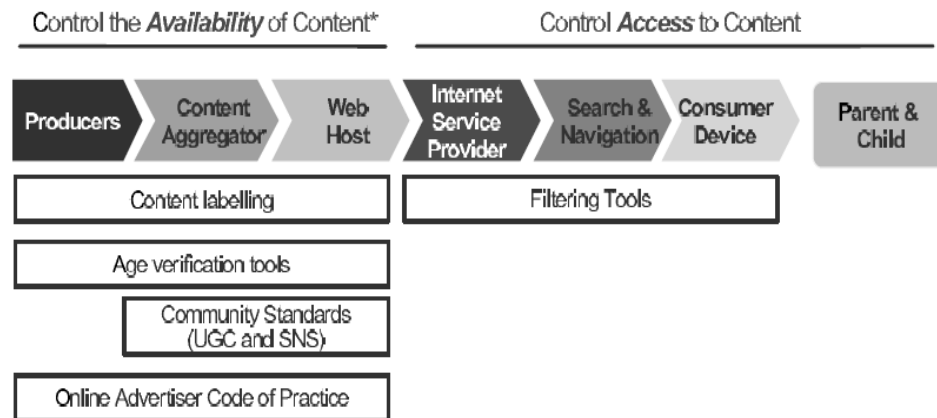 Control the Availability of Content*
Control Access to Content
Producers
Content
Aggregator
Web
Host
Internet
Service
Provider
Search &
Navigation
Consumer
Device
Parent &
Child
Content labelling
Filtering Tools
Age verification tools
Community Standards
(UGC and SNS)
Online Advertiser Code of Practice